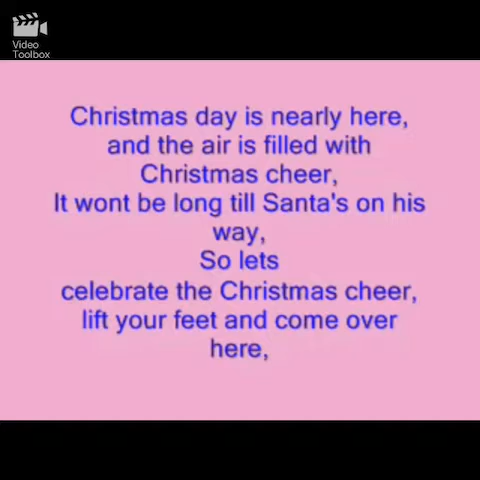 Video
Toolbox
Christmas day is nearly here,
and the air is filled with
Christmas cheer,
It wont be long till Santa's on his
way,
So lets
celebrate the Christmas cheer,
lift your feet and come over
here,